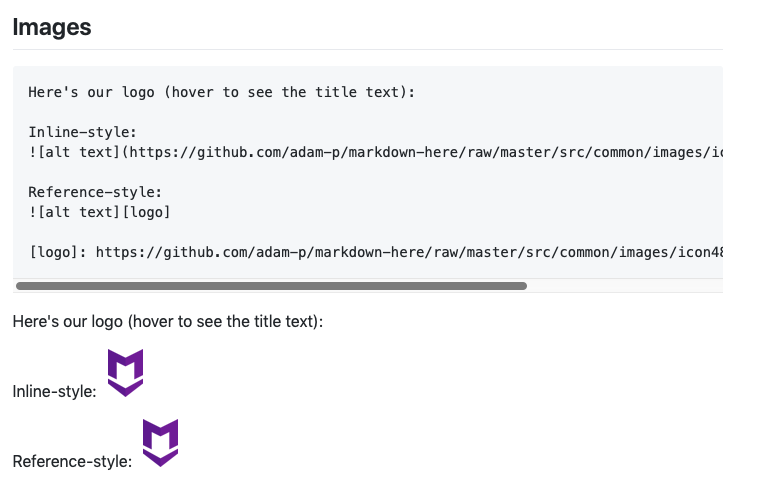 Images
Here's our logo (hover to see the title text):
Inline-style:
![alt text](https://github.com/adam-p/markdown-here/raw/master/src/common/images/ic
Reference-style:
![alt text][logo]
[logo]: https://github.com/adam-p/markdown-here/raw/master/src/common/images/icon48
Here's our logo (hover to see the title text):
Inline-style:
Reference-style: